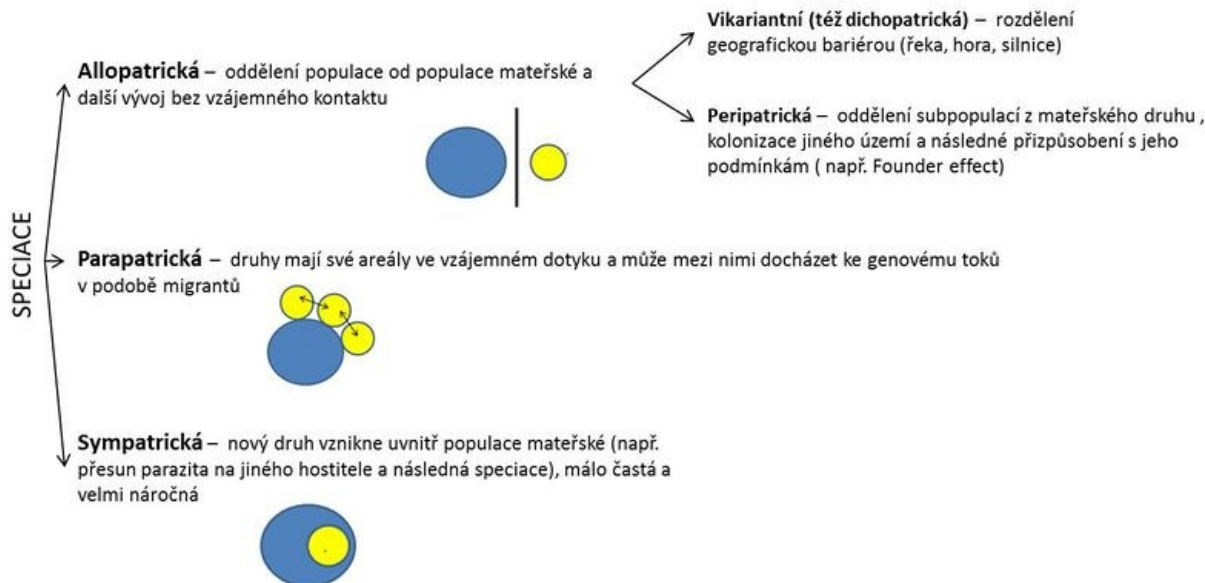 SPECIACE
Allopatrická – oddělení populace od populace mateřské a
další vývoj bez vzájemného kontaktu
Vikariantní (též dichopatrická) – rozdělení
geografickou bariérou (řeka, hora, silnice)
Peripatrická – oddělení subpopulací z mateřského druhu ,
kolonizace jiného území a následné přizpůsobení s jeho
podmínkám ( např. Founder effect)
Parapatrická – druhy mají své areály ve vzájemném dotyku a může mezi nimi docházet ke genovému toků
v podobě migrantů
Sympatrická – nový druh vznikne uvnitř populace mateřské (např.
přesun parazita na jiného hostitele a následná speciace), málo častá a
velmi náročná